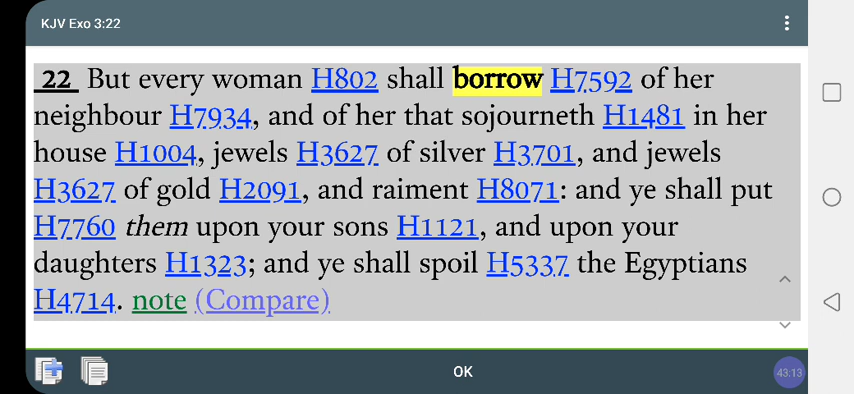 KJV Exo 3:22
22 But every woman H802 shall borrow H7592 of her
neighbour H7934, and of her that sojourneth H1481 in her
house H1004, jewels H3627 of silver H3701, and jewels
H3627 of gold H2091, and raiment H8071: and ye shall put
H7760 them upon your sons H1121, and upon your
daughters H1323; and ye shall spoil H5337 the Egyptians
H4714. note (Compare)
OK
43:13